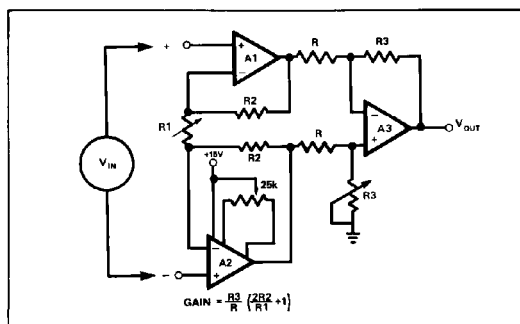 +
+
A1
−
R
R3
R2
R1
−
A3
+
V_OUT
R2
R
V_IN
+15V
25k
R3
−
A2
−
+
GAIN = R3/R (2R2/R1 +1)